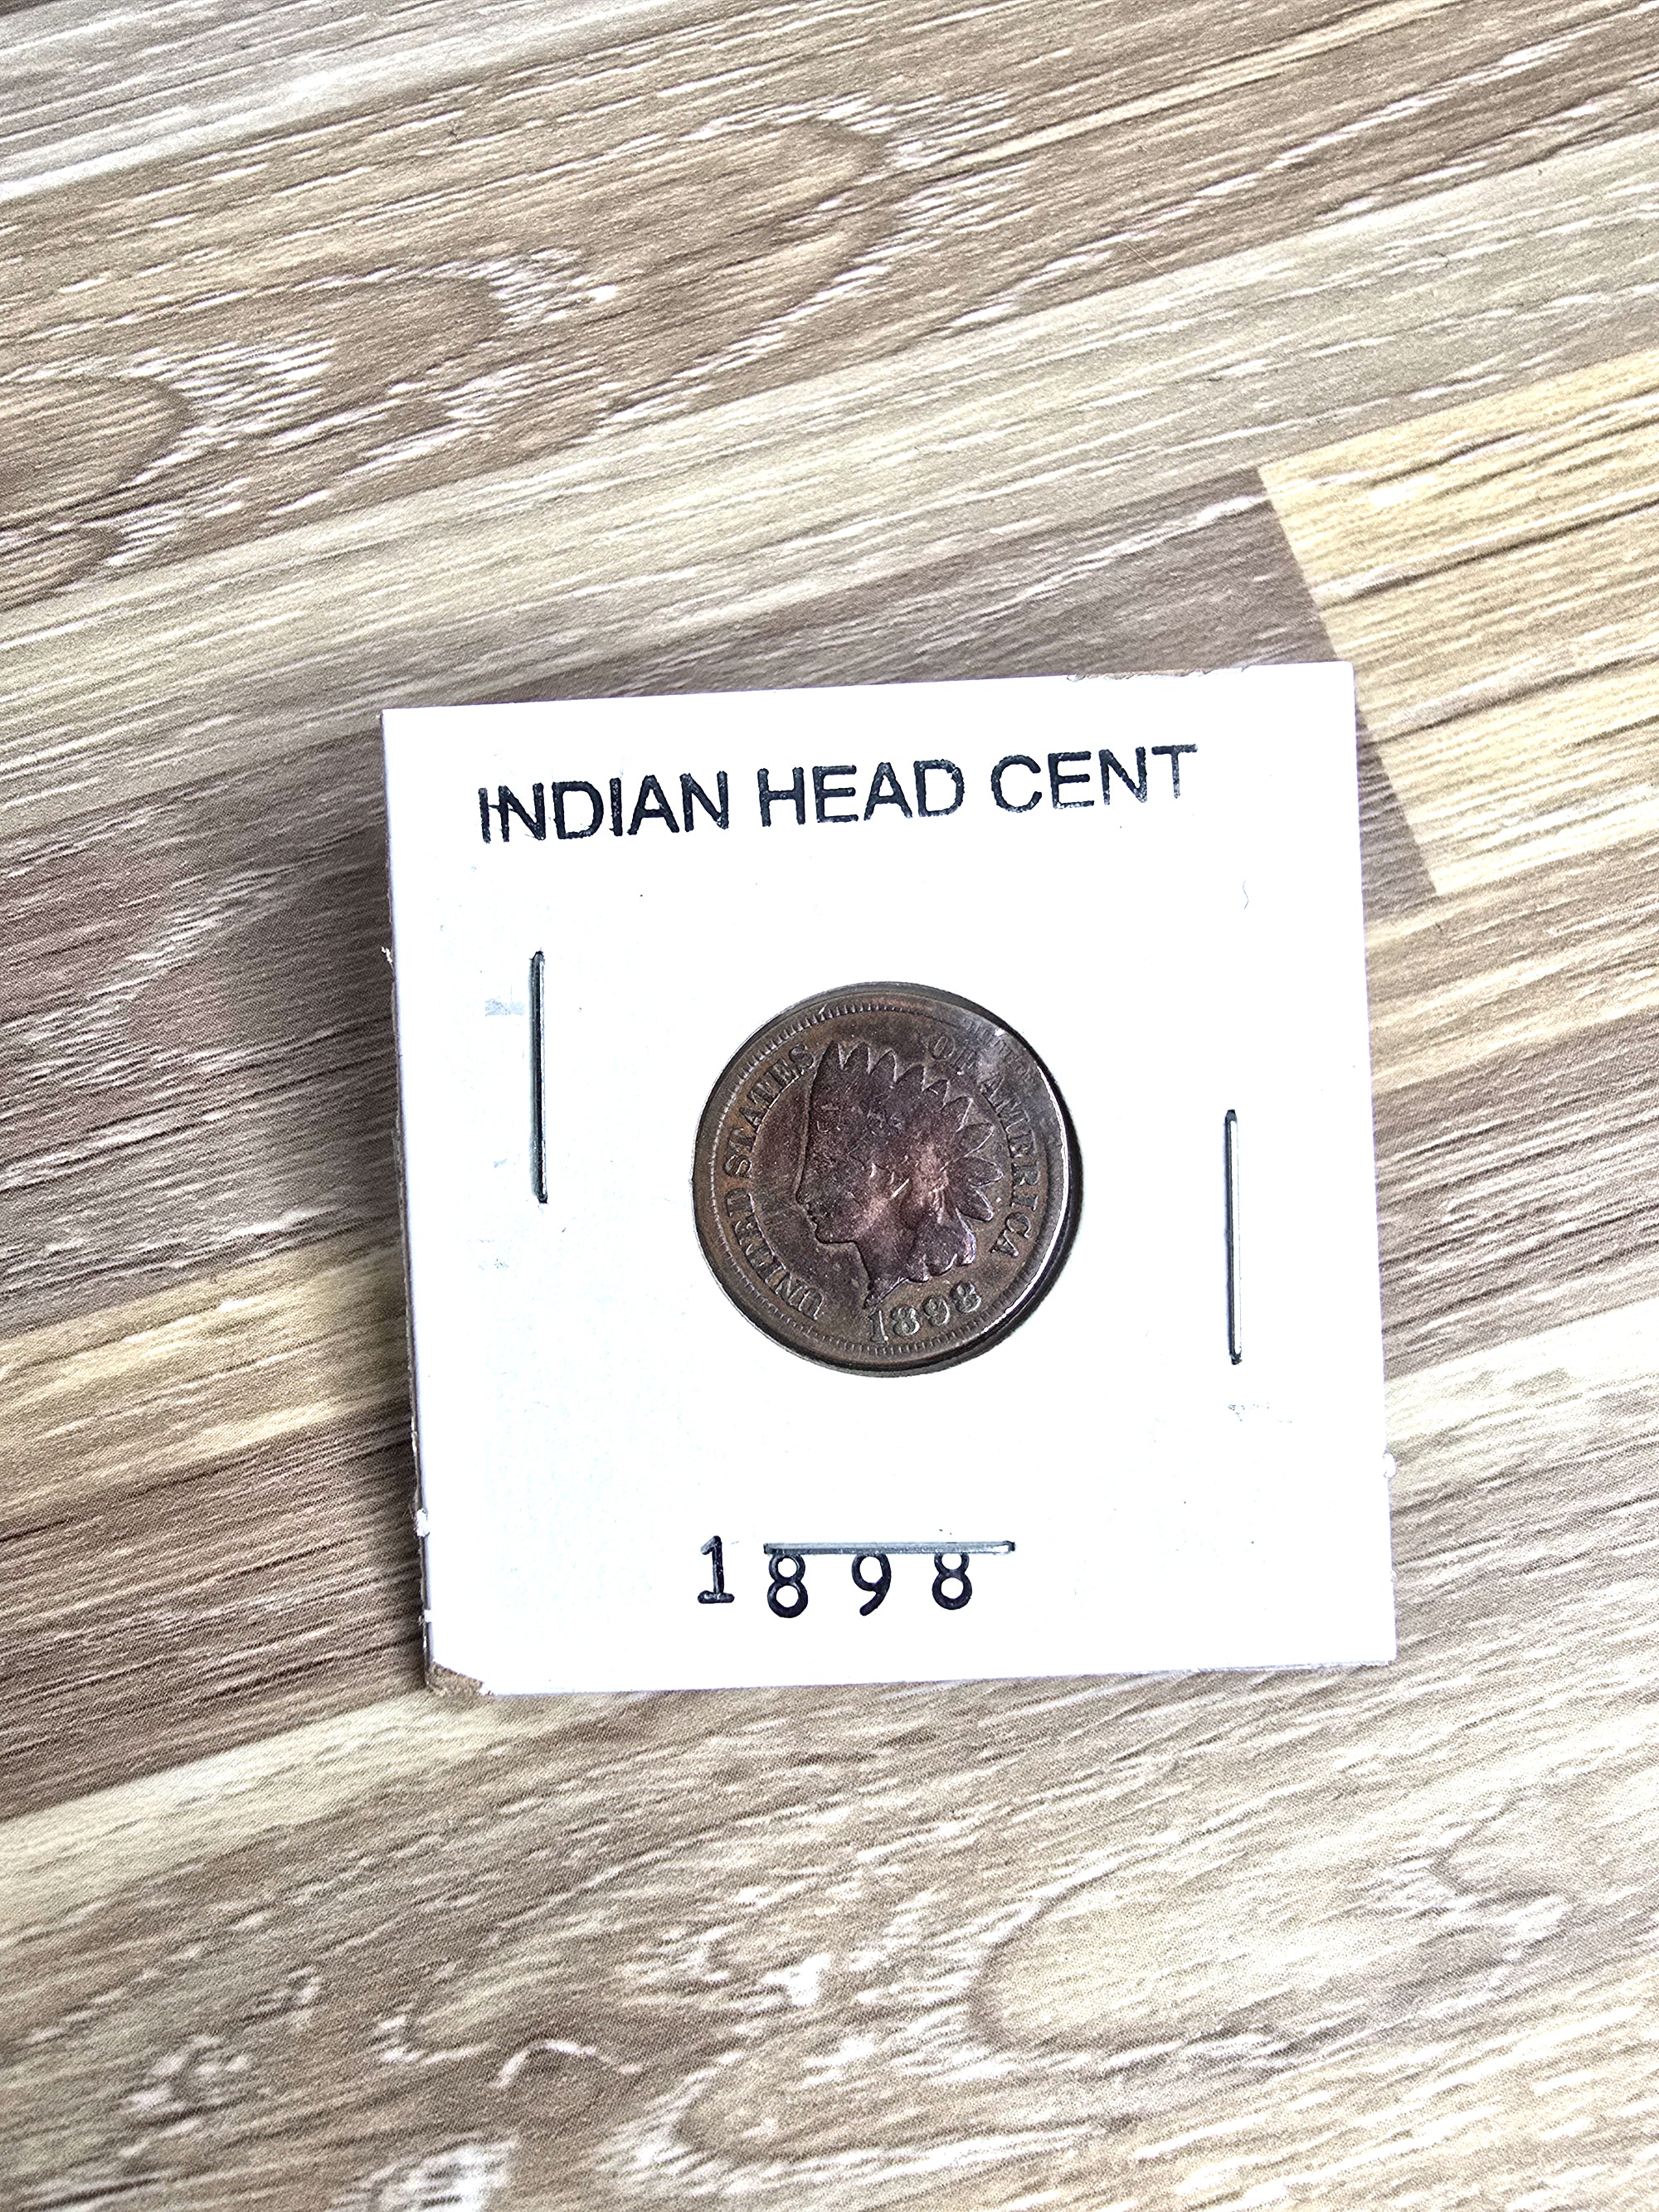 INDIAN HEAD CENT
UNITED STATES OF AMERICA
1898
1898